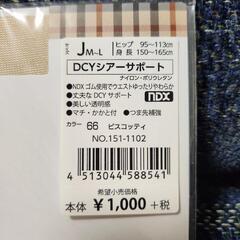 サイズ JM~L ヒップ 95~113cm
身長 150~165cm
DCYシアーサポート
ナイロン・ポリウレタン
●NDXゴム使用でウエストゆったりやわらか
●丈夫なDCYサポート
●美しい透明感 NDX
●マチ・かかと付 ●つま先補強
カラー 66 ビスコッティ
NO.151-1102
4 513044 588541
希望小売価格
本体 ¥1,000 +税